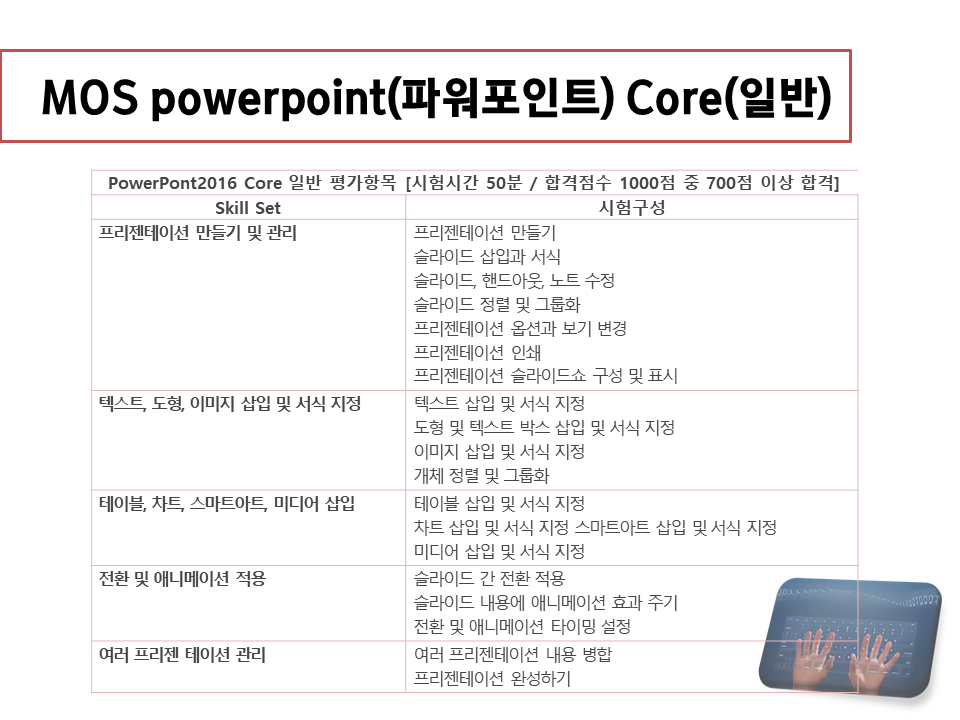 MOS powerpoint(파워포인트) Core(일반)
PowerPont2016 Core 일반 평가항목 [시험시간 50분 / 합격점수 1000점 중 700점 이상 합격]
Skill Set 시험구성
프리젠테이션 만들기 및 관리 프리젠테이션 만들기
슬라이드 삽입과 서식
슬라이드, 핸드아웃, 노트 수정
슬라이드 정렬 및 그룹화
프리젠테이션 옵션과 보기 변경
프리젠테이션 인쇄
프리젠테이션 슬라이드쇼 구성 및 표시
텍스트, 도형, 이미지 삽입 및 서식 지정 텍스트 삽입 및 서식 지정
도형 및 텍스트 박스 삽입 및 서식 지정
이미지 삽입 및 서식 지정
개체 정렬 및 그룹화
테이블, 차트, 스마트아트, 미디어 삽입 테이블 삽입 및 서식 지정
차트 삽입 및 서식 지정 스마트아트 삽입 및 서식 지정
미디어 삽입 및 서식 지정
전환 및 애니메이션 적용 슬라이드 간 전환 적용
슬라이드 내용에 애니메이션 효과 주기
전환 및 애니메이션 타이밍 설정
여러 프리젠 테이션 관리 여러 프리젠테이션 내용 병합
프리젠테이션 완성하기